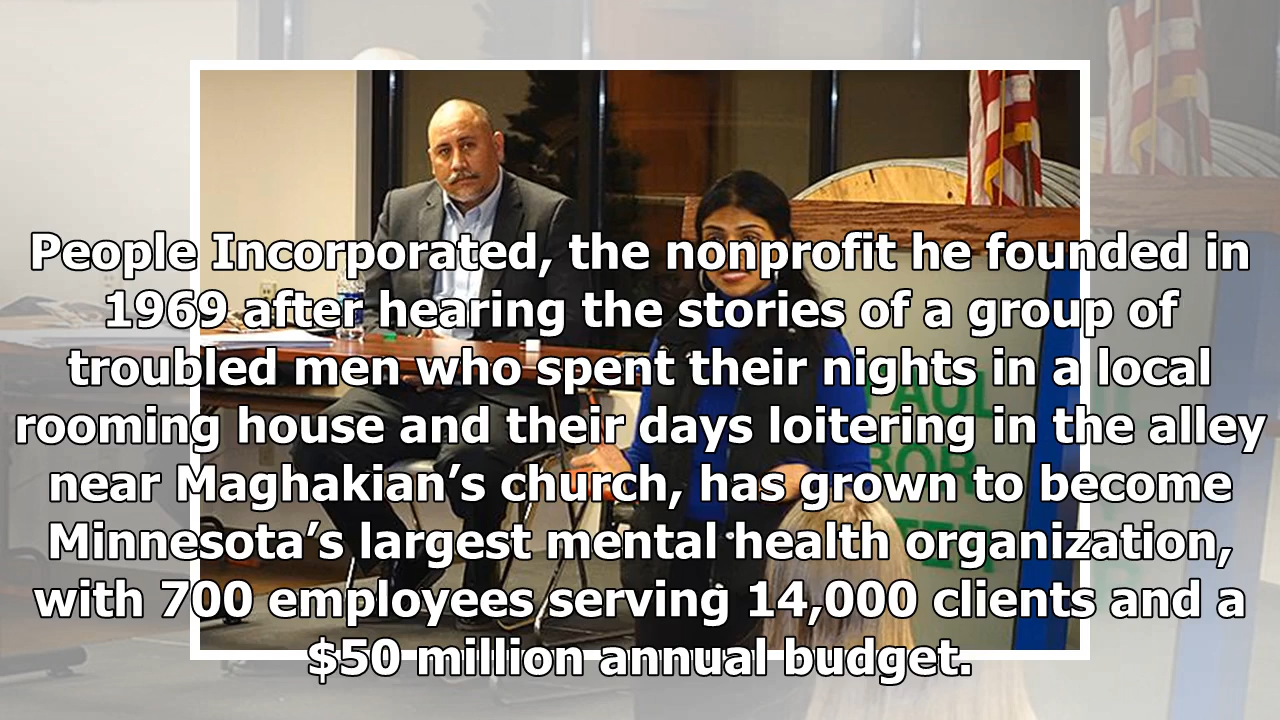 People Incorporated, the nonprofit he founded in
1969 after hearing the stories of a group of
troubled men who spent their nights in a local
rooming house and their days loitering in the alley
near Maghakian’s church, has grown to become
Minnesota’s largest mental health organization,
with 700 employees serving 14,000 clients and a
$50 million annual budget.
AUL
BOR